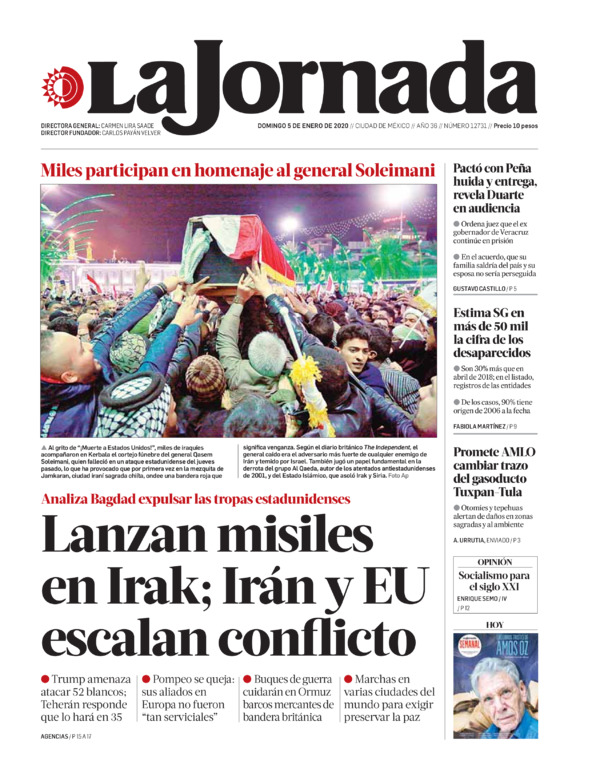 La Jornada
DIRECTORA GENERAL: CARMEN LIRA SAADE
DIRECTOR FUNDADOR: CARLOS PAYÁN VELVER
DOMINGO 5 DE ENERO DE 2020 // CIUDAD DE MÉXICO // AÑO 36 // NÚMERO 12731 // Precio 10 pesos
Miles participan en homenaje al general Soleimani
▲ Al grito de "¡Muerte a Estados Unidos!", miles de iraquíes
acompañaron en Kerbala el cortejo fúnebre del general Qasem
Soleimani, quien falleció en un ataque estadunidense del jueves
pasado, lo que ha provocado que por primera vez en la mezquita de
Jamkaran, ciudad iraní sagrada chiita, ondee una bandera roja que
significa venganza. Según el diario británico The Independent, el
general caído era el adversario más fuerte de cualquier enemigo de
Irán y temido por Israel. También jugó un papel fundamental en la
derrota del grupo Al Qaeda, autor de los atentados antiestadunidenses
de 2001, y del Estado Islámico, que asoló Irak y Siria. Foto Ap
Analiza Bagdad expulsar las tropas estadunidenses
Lanzan misiles
en Irak; Irán y EU
escalan conflicto
● Trump amenaza
atacar 52 blancos;
Teherán responde
que lo hará en 35
● Pompeo se queja:
sus aliados en
Europa no fueron
"tan serviciales"
● Buques de guerra
cuidarán en Ormuz
barcos mercantes de
bandera británica
● Marchas en
varias ciudades del
mundo para exigir
preservar la paz
AGENCIAS / P 15 A 17
Pactó con Peña
huida y entrega,
revela Duarte
en audiencia
● Ordena juez que el ex
gobernador de Veracruz
continúe en prisión
● En el acuerdo, que su
familia saldría del país y su
esposa no sería perseguida
GUSTAVO CASTILLO / P 5
Estima SG en
más de 50 mil
la cifra de los
desaparecidos
● Son 30% más que en
abril de 2018; en el listado,
registros de las entidades
● De los casos, 90% tiene
origen de 2006 a la fecha
FABIOLA MARTÍNEZ / P 9
Promete AMLO
cambiar trazo
del gasoducto
Tuxpan-Tula
● Otomíes y tepehuas
alertan de daños en zonas
sagradas y al ambiente
A. URRUTIA, ENVIADO / P 3
OPINIÓN
Socialismo para
el siglo XXI
ENRIQUE SEMO / IV
/ P 12
HOY
SEMANAL
AMOS OZ